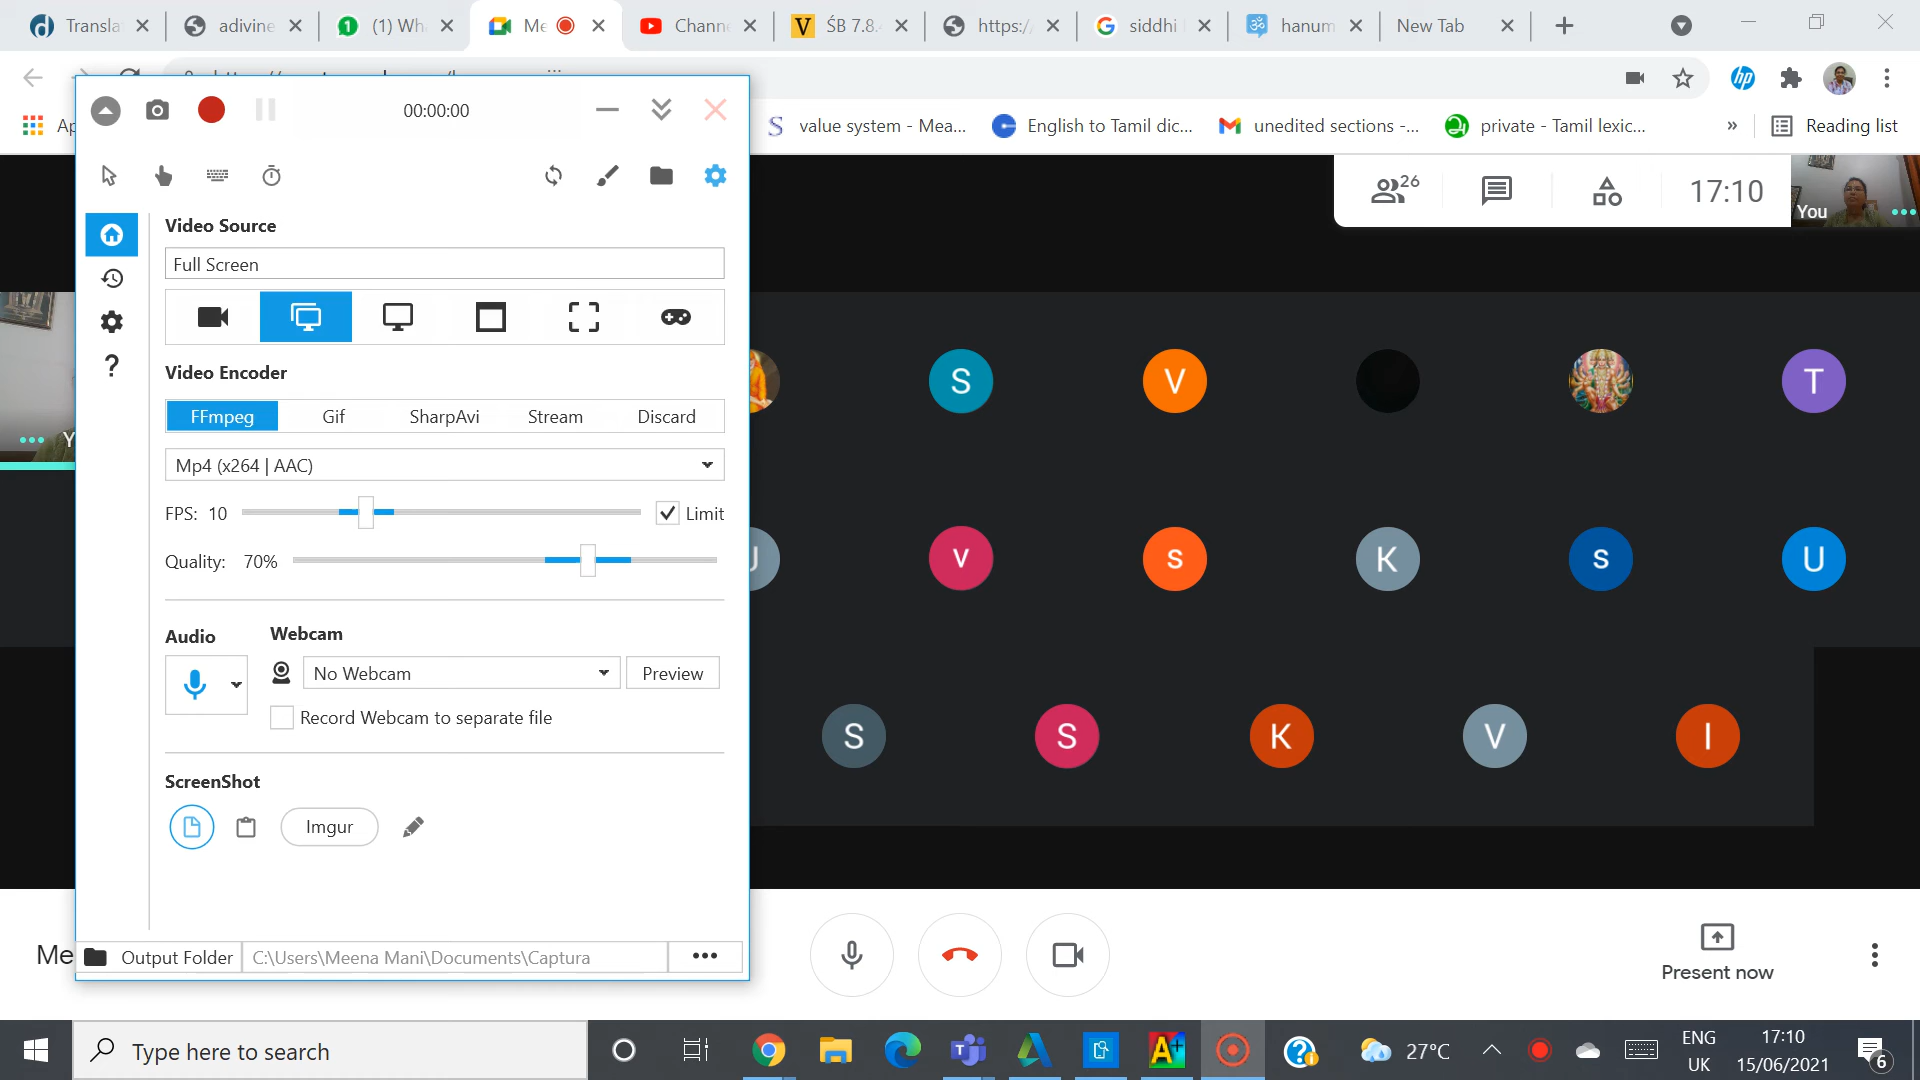 Transla
adivine
(1) Wh
Me
Chann
ŚB 7.8.
https:/
siddhi
hanum
New Tab
value system - Mea...
English to Tamil dic...
unedited sections -...
private - Tamil lexic...
»
Reading list
00:00:00
26
17:10
You
Video Source
Full Screen
Video Encoder
FFmpeg Gif SharpAvi Stream Discard
Mp4 (x264 | AAC)
FPS: 10
Limit
Quality: 70%
Audio
Webcam
No Webcam
Preview
Record Webcam to separate file
ScreenShot
Imgur
Output Folder
C:\Users\Meena Mani\Documents\Captura
S V T
v s K s U
S S K V I
Me
Present now
Type here to search
27°C
ENG
UK
17:10
15/06/2021
6